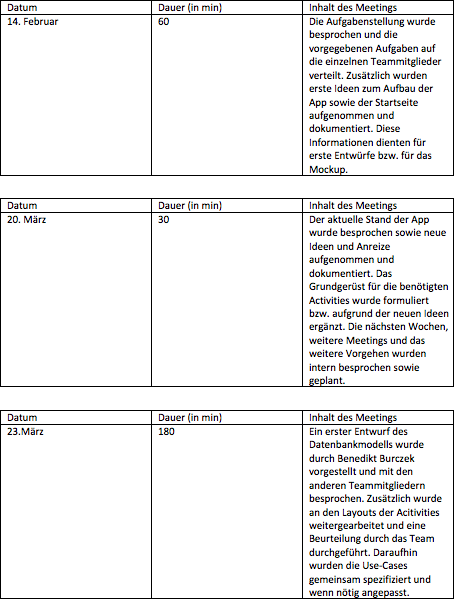 Datum Dauer (in min) Inhalt des Meetings
14. Februar 60 Die Aufgabenstellung wurde
besprochen und die
vorgegebenen Aufgaben auf
die einzelnen Teammitglieder
verteilt. Zusätzlich wurden
erste Ideen zum Aufbau der
App sowie der Startseite
aufgenommen und
dokumentiert. Diese
Informationen dienten für
erste Entwürfe bzw. für das
Mockup.
Datum Dauer (in min) Inhalt des Meetings
20. März 30 Der aktuelle Stand der App
wurde besprochen sowie neue
Ideen und Anreize
aufgenommen und
dokumentiert. Das
Grundgerüst für die benötigten
Activities wurde formuliert
bzw. aufgrund der neuen Ideen
ergänzt. Die nächsten Wochen,
weitere Meetings und das
weitere Vorgehen wurden
intern besprochen sowie
geplant.
Datum Dauer (in min) Inhalt des Meetings
23.März 180 Ein erster Entwurf des
Datenbankmodells wurde
durch Benedikt Burczek
vorgestellt und mit den
anderen Teammitgliedern
besprochen. Zusätzlich wurde
an den Layouts der Acitivities
weitergearbeitet und eine
Beurteilung durch das Team
durchgeführt. Daraufhin
wurden die Use-Cases
gemeinsam spezifiziert und
wenn nötig angepasst.